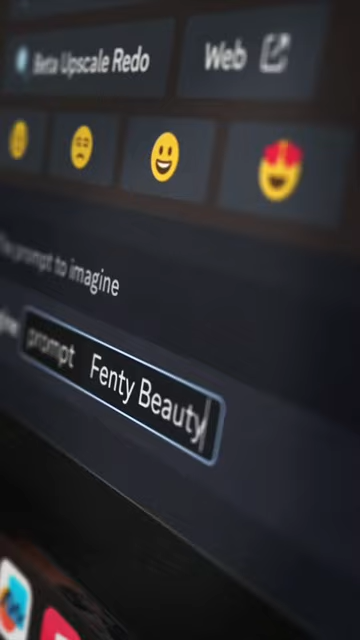 Beta Upscale Redo
Web
prompt to imagine
prompt Fenty Beauty